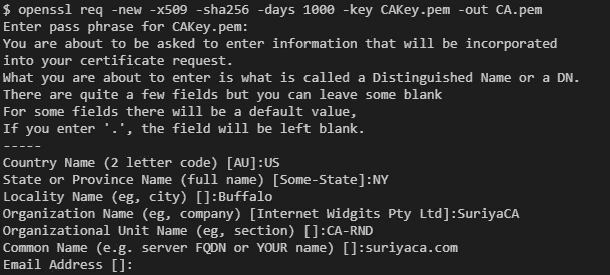 $ openssl req -new -x509 -sha256 -days 1000 -key CAKey.pem -out CA.pem
Enter pass phrase for CAKey.pem:
You are about to be asked to enter information that will be incorporated
into your certificate request.
What you are about to enter is what is called a Distinguished Name or a DN.
There are quite a few fields but you can leave some blank
For some fields there will be a default value,
If you enter '.', the field will be left blank.
-----
Country Name (2 letter code) [AU]:US
State or Province Name (full name) [Some-State]:NY
Locality Name (eg, city) []:Buffalo
Organization Name (eg, company) [Internet Widgits Pty Ltd]:SuriyaCA
Organizational Unit Name (eg, section) []:CA-RND
Common Name (e.g. server FQDN or YOUR name) []:suriyaca.com
Email Address []: